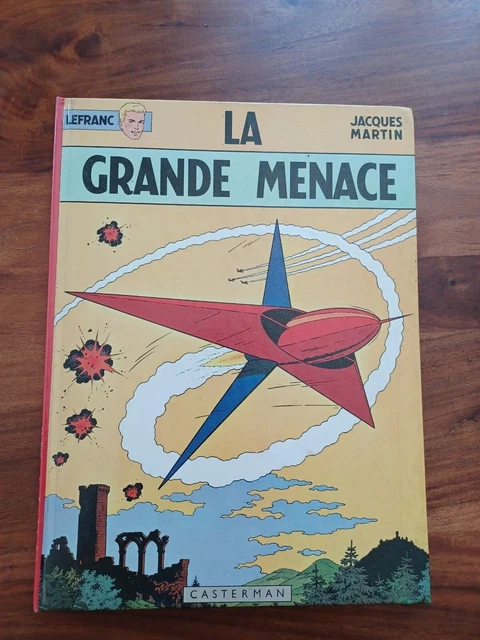 LEFRANC
LA
JACQUES
MARTIN
GRANDE MENACE
CASTERMAN